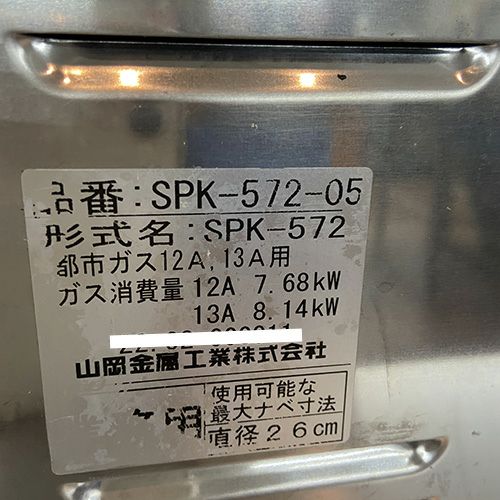 品番:SPK-572-05
形式名:SPK-572
都市ガス12A,13A用
ガス消費量 12A 7.68kW
13A 8.14kW
山岡金属工業株式会社
使用可能な
最大ナベ寸法
直径26cm